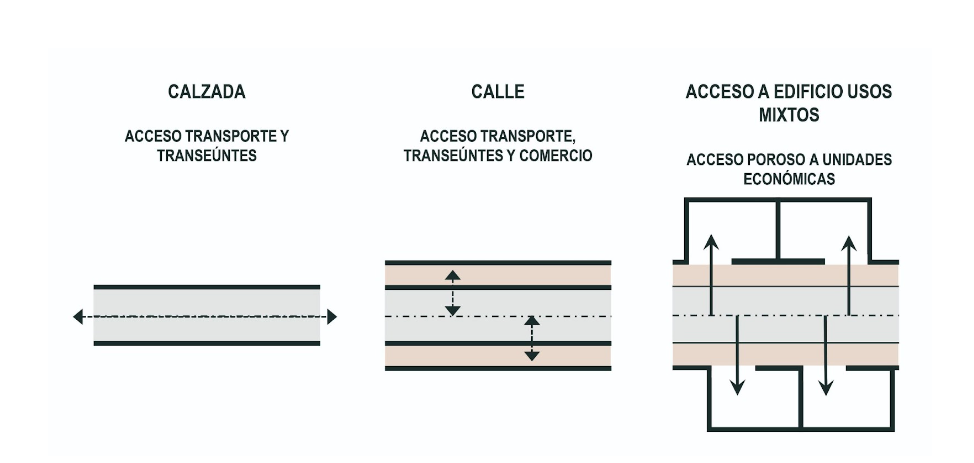 CALZADA
ACCESO TRANSPORTE Y
TRANSEÚNTES
CALLE
ACCESO TRANSPORTE,
TRANSEÚNTES Y COMERCIO
ACCESO A EDIFICIO USOS
MIXTOS
ACCESO POROSO A UNIDADES
ECONÓMICAS